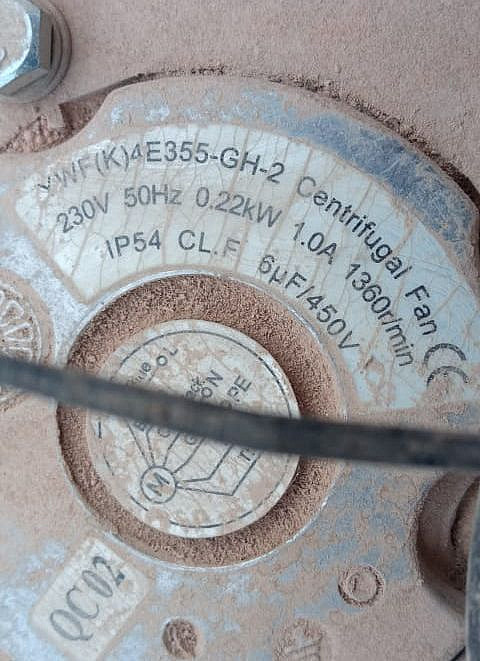 YWF(K)4E355-GH-2 Centrifugal Fan
230V 50Hz 0.22kW 1.0A 1360r/min
IP54 CL.F 6µF/450V
CE
M
QC02